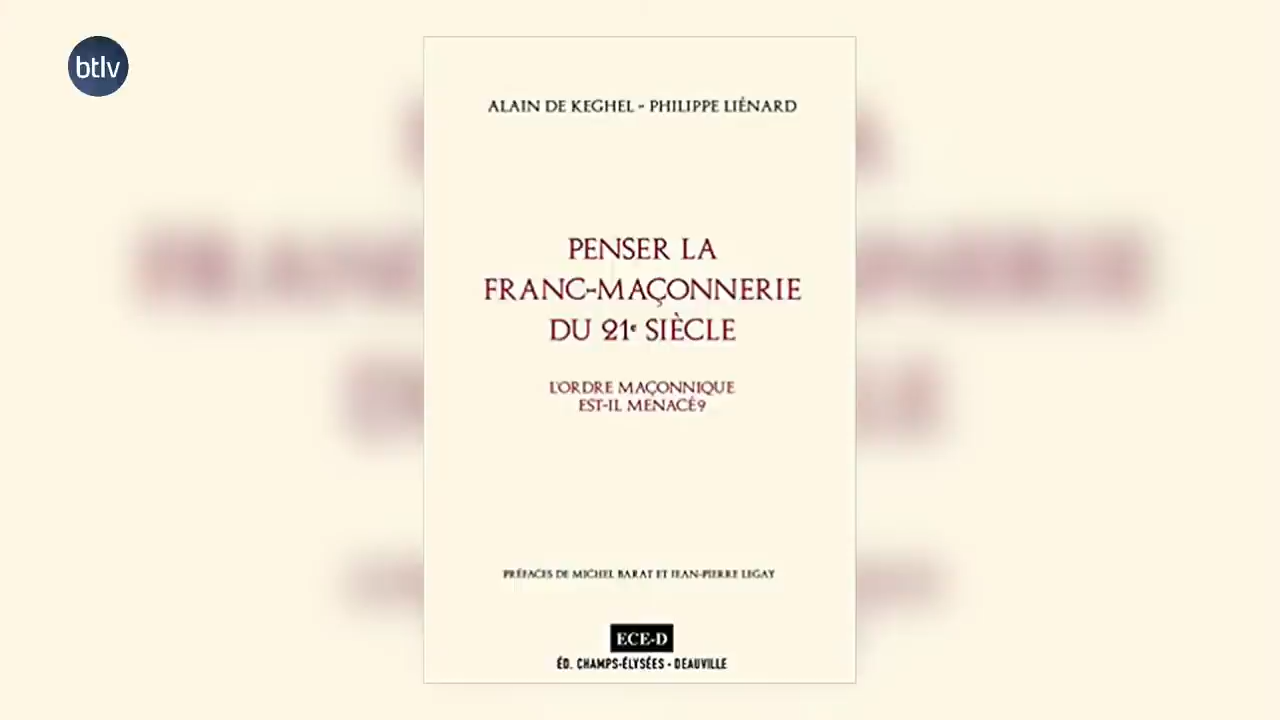 btlv
ALAIN DE KEGHEL - PHILIPPE LIÉNARD
PENSER LA
FRANC-MAÇONNERIE
DU 21e SIÈCLE
L'ORDRE MAÇONNIQUE
EST-IL MENACÉ?
PRÉFACES DE MICHEL BARAT ET JEAN-PIERRE LEGAY
ECE-D
ÉD. CHAMPS-ÉLYSÉES - DEAUVILLE